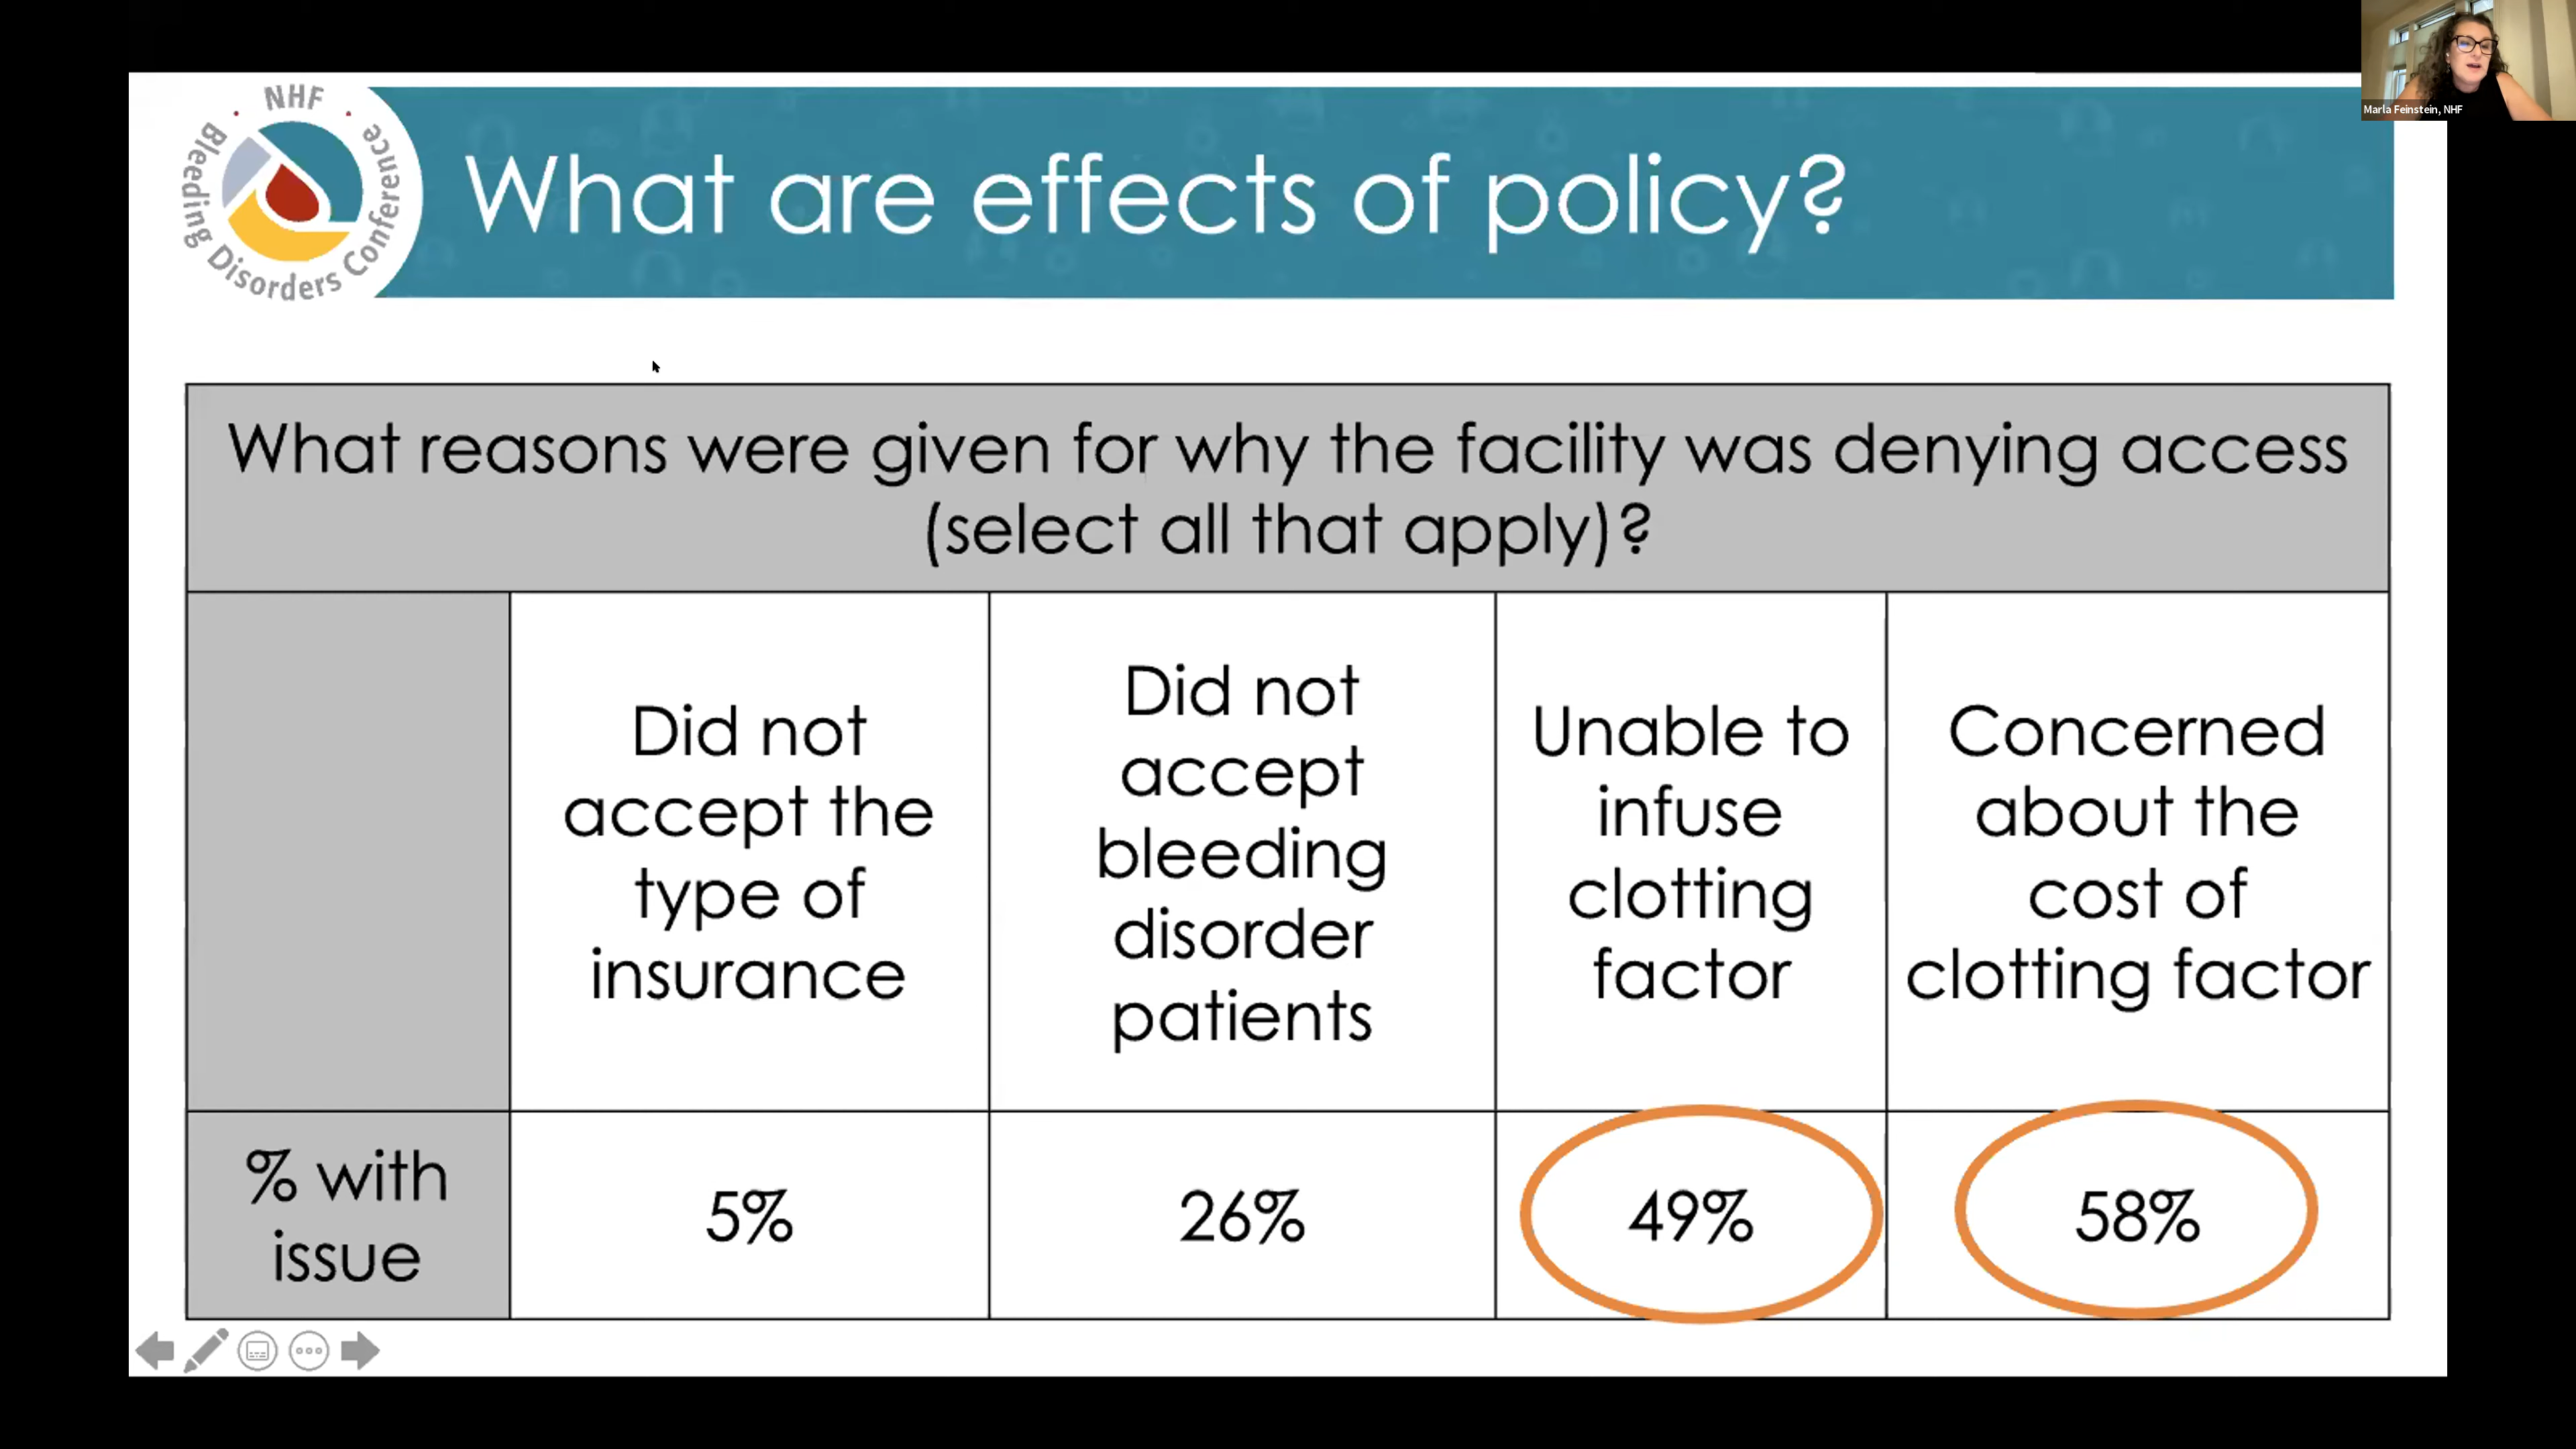 Marla Feinstein, NHF
NHF
Bleeding Disorders Conference
What are effects of policy?
What reasons were given for why the facility was denying access
(select all that apply)?
Did not
accept the
type of
insurance
Did not
accept
bleeding
disorder
patients
Unable to
infuse
clotting
factor
Concerned
about the
cost of
clotting factor
% with
issue
5%
26%
49%
58%